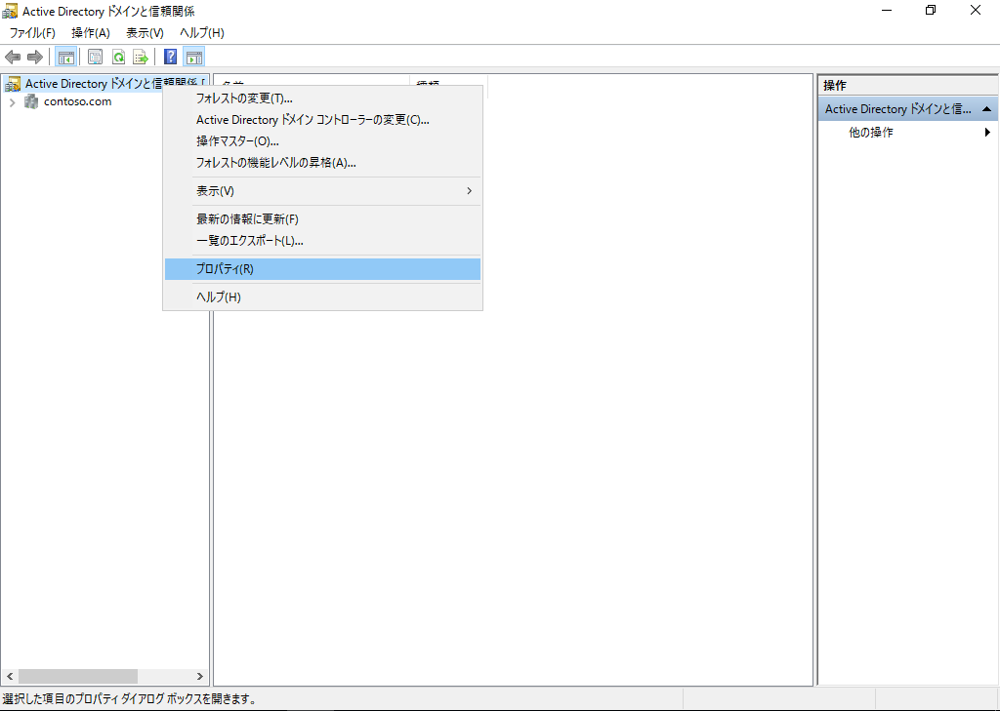 Active Directory ドメインと信頼関係
ファイル(F) 操作(A) 表示(V) ヘルプ(H)
Active Directory ドメインと信頼関係 [
contoso.com
名前 種類
フォレストの変更(T)...
Active Directory ドメイン コントローラーの変更(C)...
操作マスター(O)...
フォレストの機能レベルの昇格(A)...
表示(V)
最新の情報に更新(F)
一覧のエクスポート(L)...
プロパティ(R)
ヘルプ(H)
操作
Active Directory ドメインと信...
他の操作
選択した項目のプロパティ ダイアログ ボックスを開きます。